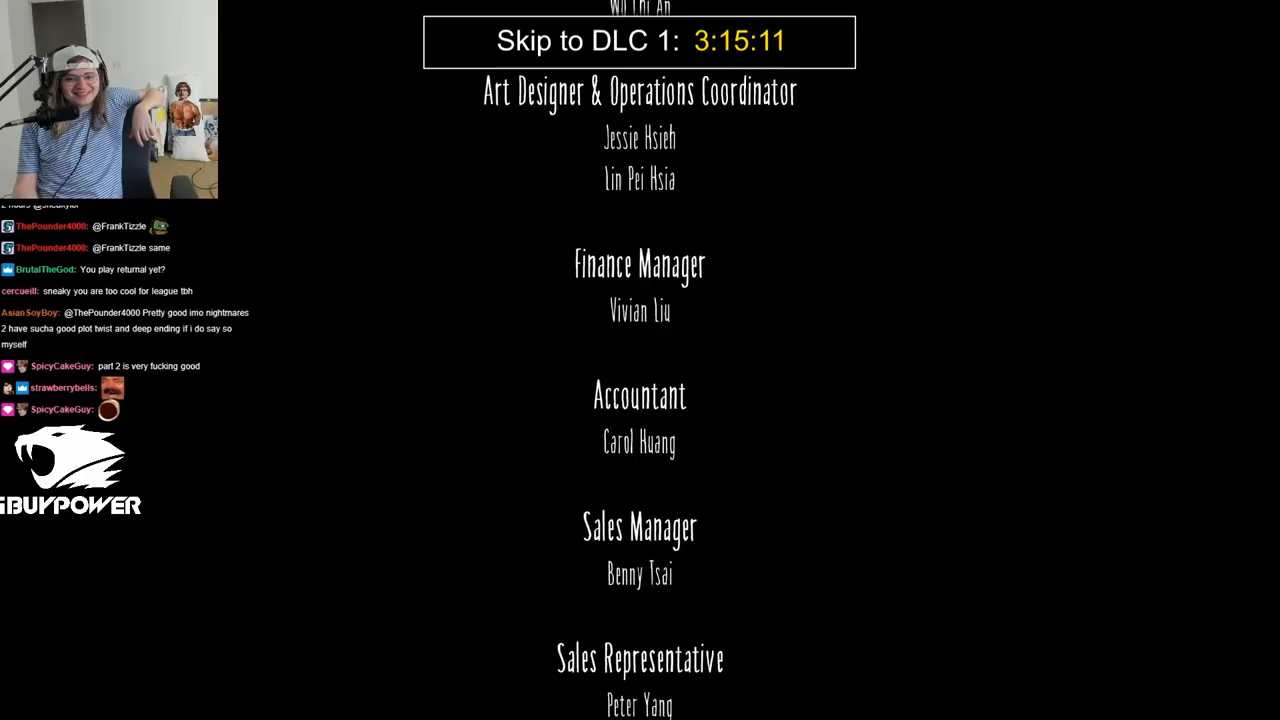 Skip to DLC 1: 3:15:11
Art Designer & Operations Coordinator
Jessie Hsieh
Lin Pei Hsia
Finance Manager
Vivian Liu
Accountant
Carol Huang
Sales Manager
Benny Tsai
Sales Representative
Peter Yang
ThePounder4000: @FrankTizzle
ThePounder4000: @FrankTizzle same
BrutalTheGod: You play returnal yet?
cercueill: sneaky you are too cool for league tbh
AsianSoyBoy: @ThePounder4000 Pretty good imo nightmares
2 have sucha good plot twist and deep ending if i do say so
myself
SpicyCakeGuy: part 2 is very fucking good
strawberrybells:
SpicyCakeGuy:
iBUYPOWER